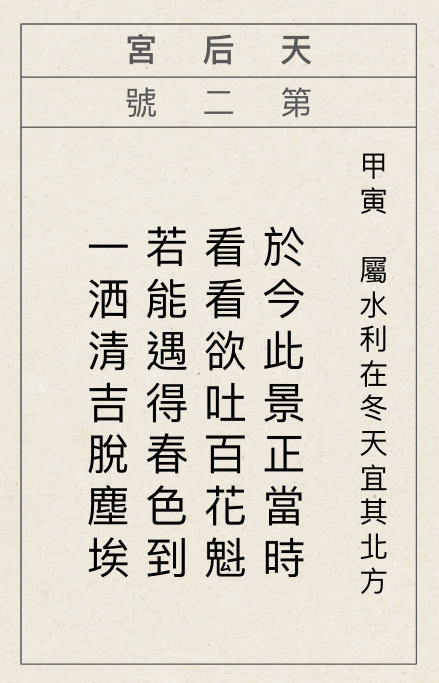 天后宮
第二號
甲寅　屬水利在冬天宜其北方
於今此景正當時
看看欲吐百花魁
若能遇得春色到
一洒清吉脫塵埃